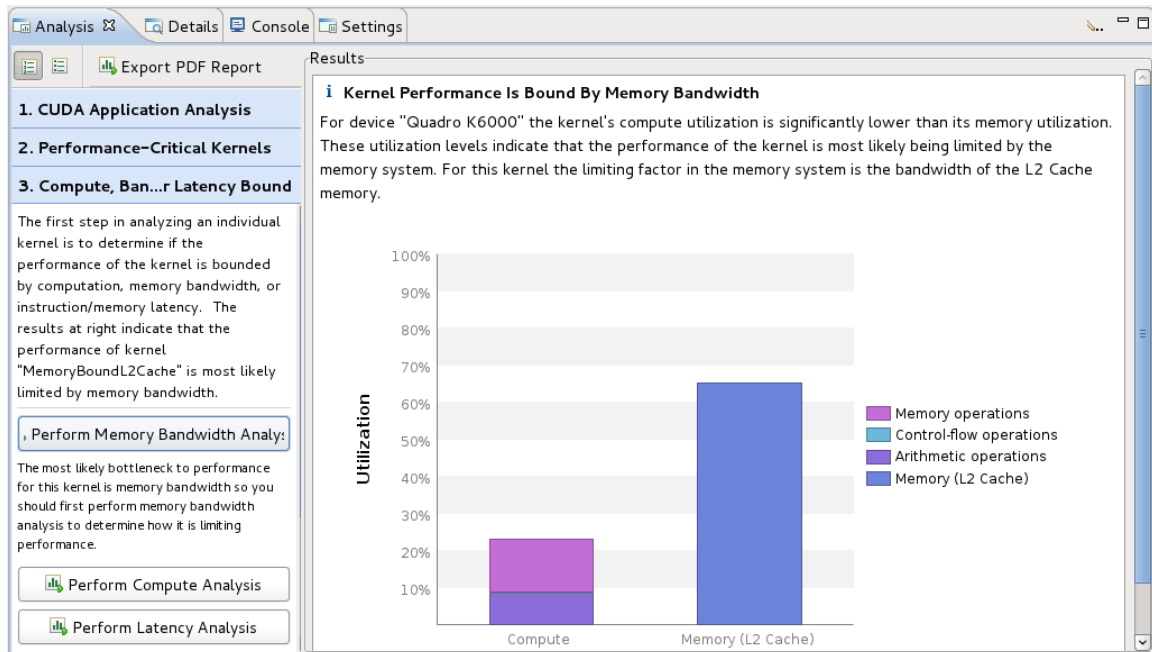 Analysis Details Console Settings
Export PDF Report
1. CUDA Application Analysis
2. Performance-Critical Kernels
3. Compute, Ban...r Latency Bound
The first step in analyzing an individual
kernel is to determine if the
performance of the kernel is bounded
by computation, memory bandwidth, or
instruction/memory latency. The
results at right indicate that the
performance of kernel
"MemoryBoundL2Cache" is most likely
limited by memory bandwidth.
Perform Memory Bandwidth Analys
The most likely bottleneck to performance
for this kernel is memory bandwidth so you
should first perform memory bandwidth
analysis to determine how it is limiting
performance.
Perform Compute Analysis
Perform Latency Analysis
Results
i Kernel Performance Is Bound By Memory Bandwidth
For device "Quadro K6000" the kernel's compute utilization is significantly lower than its memory utilization.
These utilization levels indicate that the performance of the kernel is most likely being limited by the
memory system. For this kernel the limiting factor in the memory system is the bandwidth of the L2 Cache
memory.
100%
90%
80%
70%
60%
50%
40%
30%
20%
10%
Utilization
Compute Memory (L2 Cache)
Memory operations
Control-flow operations
Arithmetic operations
Memory (L2 Cache)